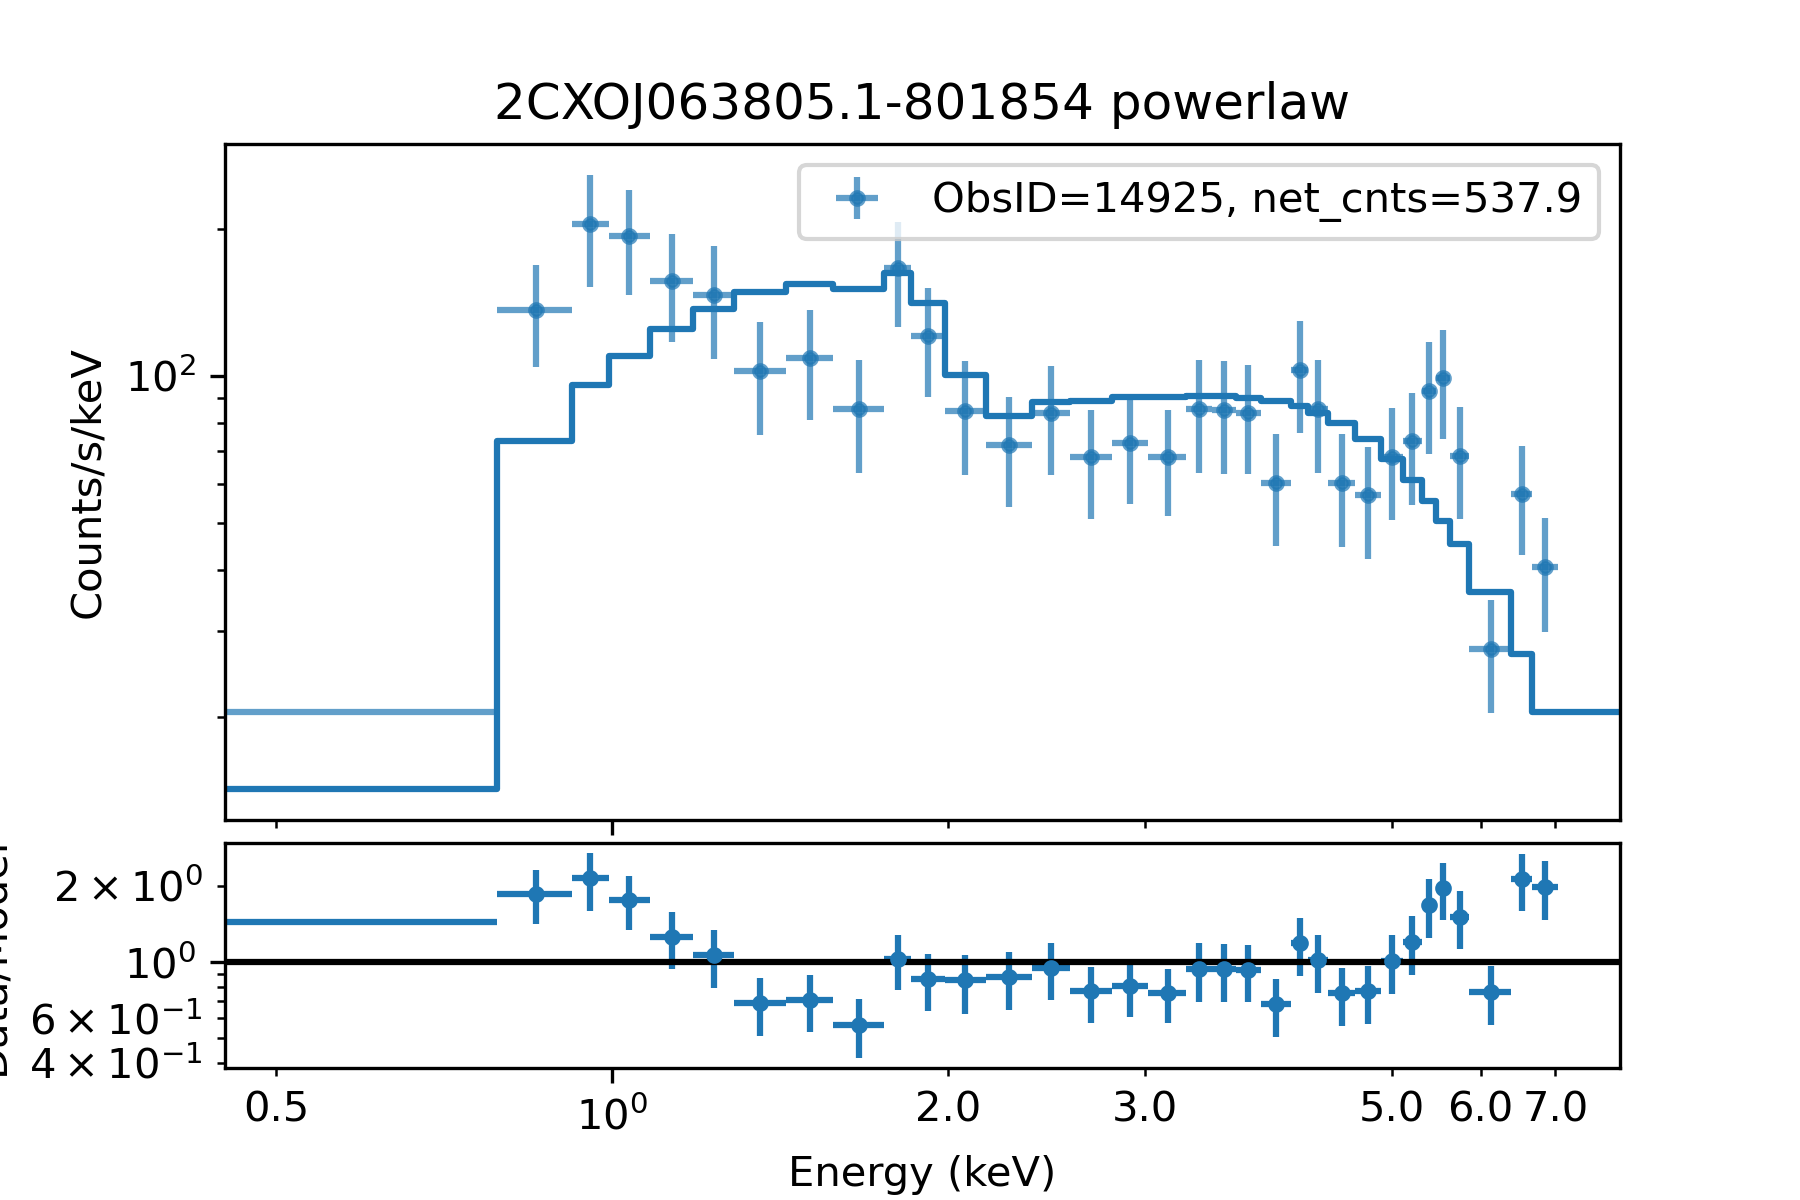 2CXOJ063805.1-801854 powerlaw
ObsID=14925, net_cnts=537.9
Counts/s/keV
10²
2×10⁰
10⁰
6×10⁻¹
4×10⁻¹
0.5 10⁰ 2.0 3.0 5.0 6.0 7.0
Energy (keV)